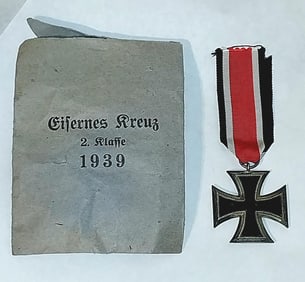 Eisernes Kreuz
2. Klasse
1939